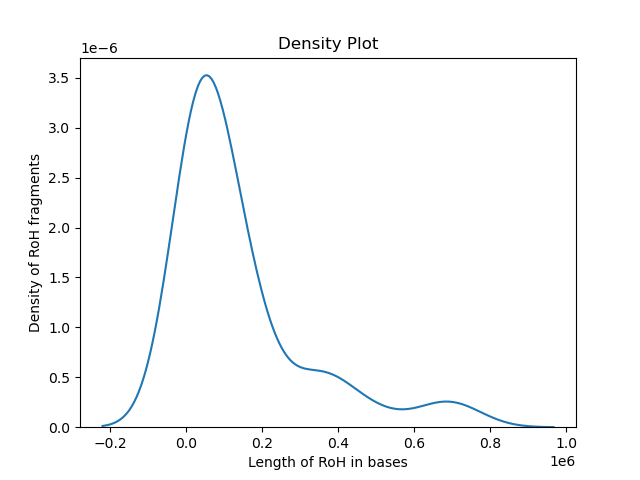 Density Plot
1e−6
3.5
3.0
2.5
2.0
1.5
1.0
0.5
0.0
Density of RoH fragments
−0.2 0.0 0.2 0.4 0.6 0.8 1.0
Length of RoH in bases
1e6